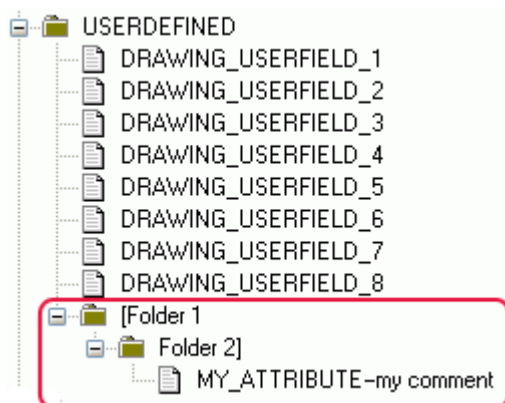 USERDEFINED
DRAWING_USERFIELD_1
DRAWING_USERFIELD_2
DRAWING_USERFIELD_3
DRAWING_USERFIELD_4
DRAWING_USERFIELD_5
DRAWING_USERFIELD_6
DRAWING_USERFIELD_7
DRAWING_USERFIELD_8
[Folder 1
Folder 2]
MY_ATTRIBUTE-my comment